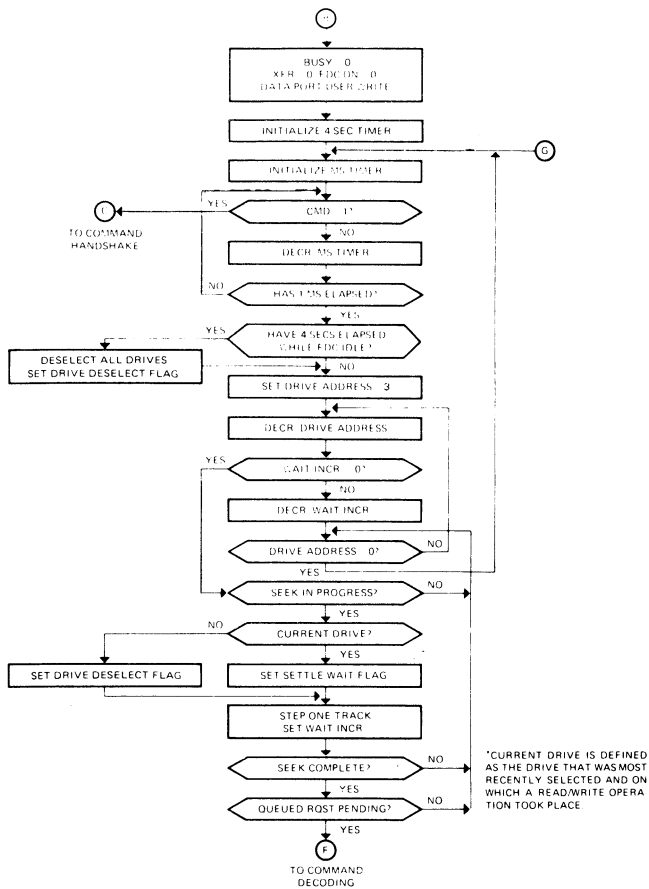 BUSY 0
XFR 0 FDC ON 0
DATA PORT USER WRITE
INITIALIZE 4 SEC TIMER
G
INITIALIZE MS TIMER
YES
CMD 1?
TO COMMAND
HANDSHAKE
NO
DECR MS TIMER
NO
HAS 1 MS ELAPSED?
YES
YES
HAVE 4 SECS ELAPSED
WHILE FDC IDLE?
DESELECT ALL DRIVES
SET DRIVE DESELECT FLAG
NO
SET DRIVE ADDRESS 3
DECR DRIVE ADDRESS
YES
WAIT INCR 0?
NO
DECR WAIT INCR
DRIVE ADDRESS 0?
NO
YES
SEEK IN PROGRESS?
NO
YES
NO
CURRENT DRIVE?
YES
SET DRIVE DESELECT FLAG
SET SETTLE WAIT FLAG
STEP ONE TRACK
SET WAIT INCR
SEEK COMPLETE?
NO
YES
QUEUED RQST PENDING?
NO
YES
F
TO COMMAND
DECODING
*CURRENT DRIVE IS DEFINED
AS THE DRIVE THAT WAS MOST
RECENTLY SELECTED AND ON
WHICH A READ/WRITE OPERA
TION TOOK PLACE